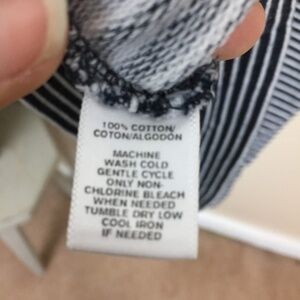 100% COTTON/
COTON/ALGODÓN
MACHINE
WASH COLD
GENTLE CYCLE
ONLY NON-
CHLORINE BLEACH
WHEN NEEDED
TUMBLE DRY LOW
COOL IRON
IF NEEDED